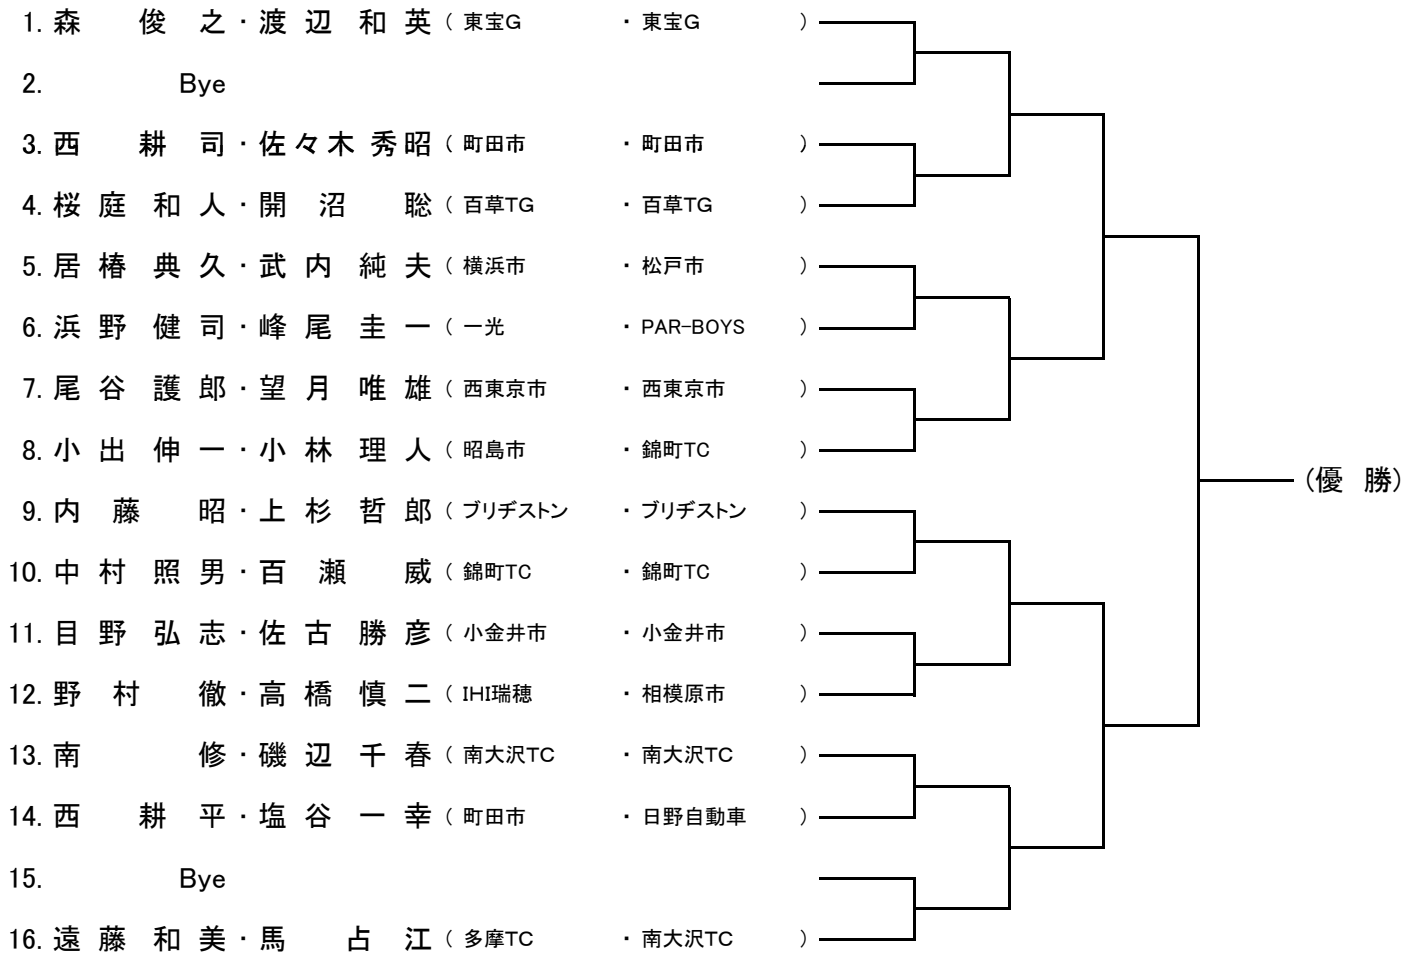 1. 森 俊 之 ・ 渡 辺 和 英 ( 東宝G ・ 東宝G )
2. Bye
3. 西 耕 司 ・ 佐 々 木 秀 昭 ( 町田市 ・ 町田市 )
4. 桜 庭 和 人 ・ 開 沼 聡 ( 百草TG ・ 百草TG )
5. 居 椿 典 久 ・ 武 内 純 夫 ( 横浜市 ・ 松戸市 )
6. 浜 野 健 司 ・ 峰 尾 圭 一 ( 一光 ・ PAR-BOYS )
7. 尾 谷 護 郎 ・ 望 月 唯 雄 ( 西東京市 ・ 西東京市 )
8. 小 出 伸 一 ・ 小 林 理 人 ( 昭島市 ・ 錦町TC )
(優 勝)
9. 内 藤 昭 ・ 上 杉 哲 郎 ( ブリヂストン ・ ブリヂストン )
10. 中 村 照 男 ・ 百 瀬 威 ( 錦町TC ・ 錦町TC )
11. 目 野 弘 志 ・ 佐 古 勝 彦 ( 小金井市 ・ 小金井市 )
12. 野 村 徹 ・ 高 橋 慎 二 ( IHI瑞穂 ・ 相模原市 )
13. 南 修 ・ 磯 辺 千 春 ( 南大沢TC ・ 南大沢TC )
14. 西 耕 平 ・ 塩 谷 一 幸 ( 町田市 ・ 日野自動車 )
15. Bye
16. 遠 藤 和 美 ・ 馬 占 江 ( 多摩TC ・ 南大沢TC )